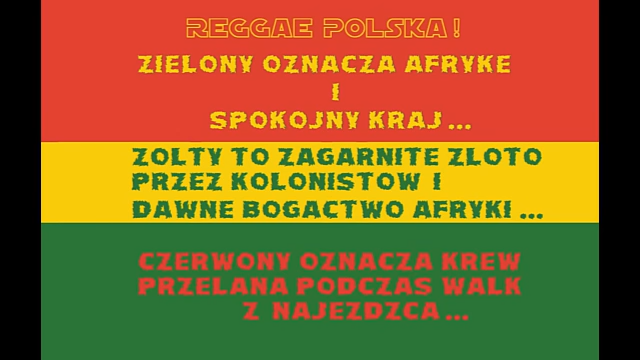 REGGAE POLSKA!
ZIELONY OZNACZA AFRYKE
I
SPOKOJNY KRAJ...
ZOLTY TO ZAGARNITE ZLOTO
PRZEZ KOLONISTOW I
DAWNE BOGACTWO AFRYKI...
CZERWONY OZNACZA KREW
PRZELANA PODCZAS WALK
Z NAJEZDZCA...